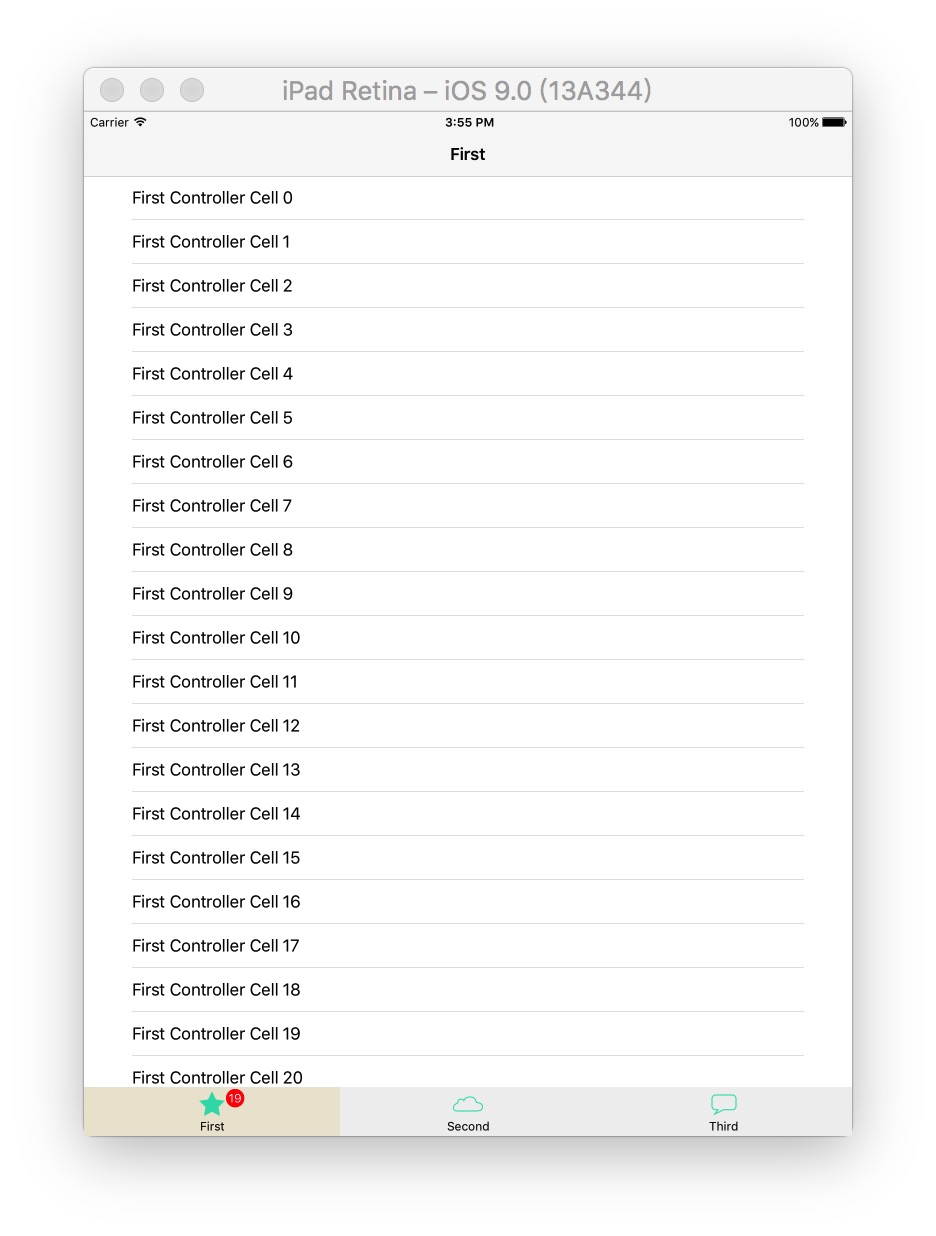 iPad Retina – iOS 9.0 (13A344)
Carrier 3:55 PM 100%
First
First Controller Cell 0
First Controller Cell 1
First Controller Cell 2
First Controller Cell 3
First Controller Cell 4
First Controller Cell 5
First Controller Cell 6
First Controller Cell 7
First Controller Cell 8
First Controller Cell 9
First Controller Cell 10
First Controller Cell 11
First Controller Cell 12
First Controller Cell 13
First Controller Cell 14
First Controller Cell 15
First Controller Cell 16
First Controller Cell 17
First Controller Cell 18
First Controller Cell 19
First Controller Cell 20
19
First Second Third